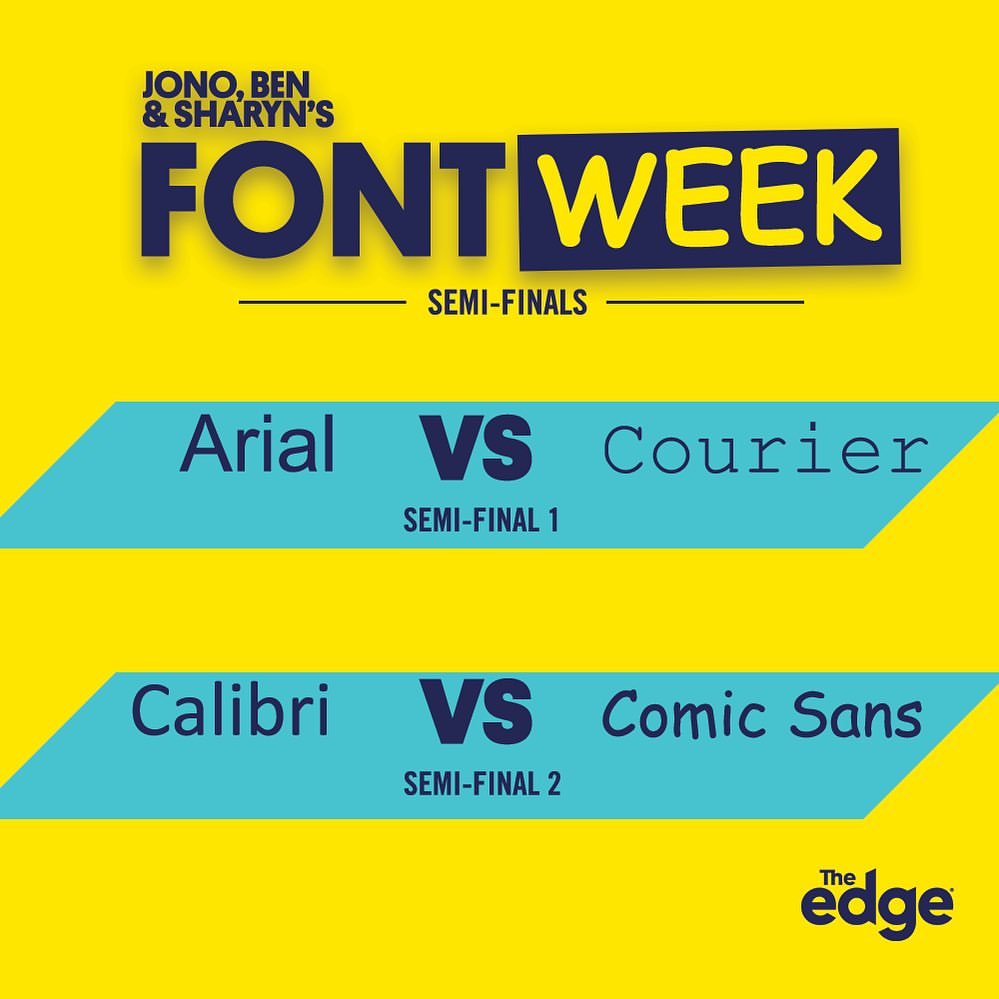 JONO, BEN
& SHARYN'S
FONT WEEK
SEMI-FINALS
Arial VS Courier
SEMI-FINAL 1
Calibri VS Comic Sans
SEMI-FINAL 2
The
edge